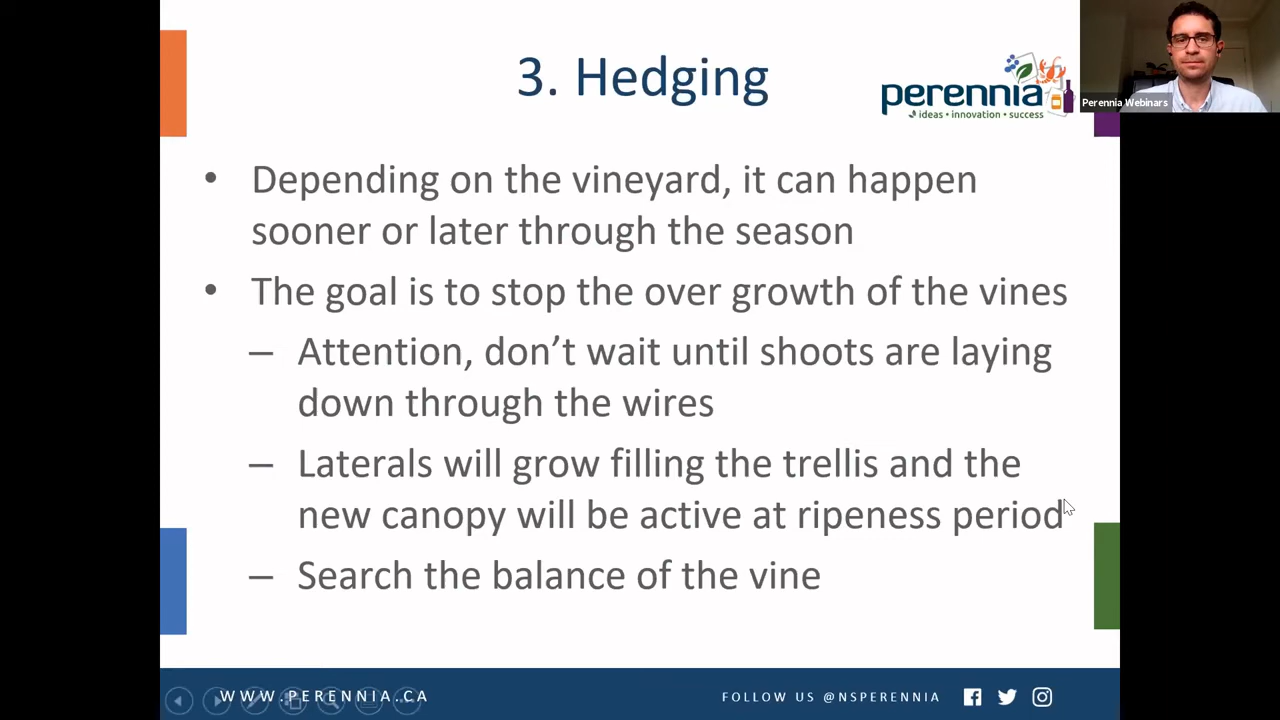 3. Hedging
perennia
ideas • innovation • success
Perennia Webinars
• Depending on the vineyard, it can happen
sooner or later through the season
• The goal is to stop the over growth of the vines
– Attention, don’t wait until shoots are laying
down through the wires
– Laterals will grow filling the trellis and the
new canopy will be active at ripeness period
– Search the balance of the vine
WWW.PERENNIA.CA
FOLLOW US @NSPERENNIA